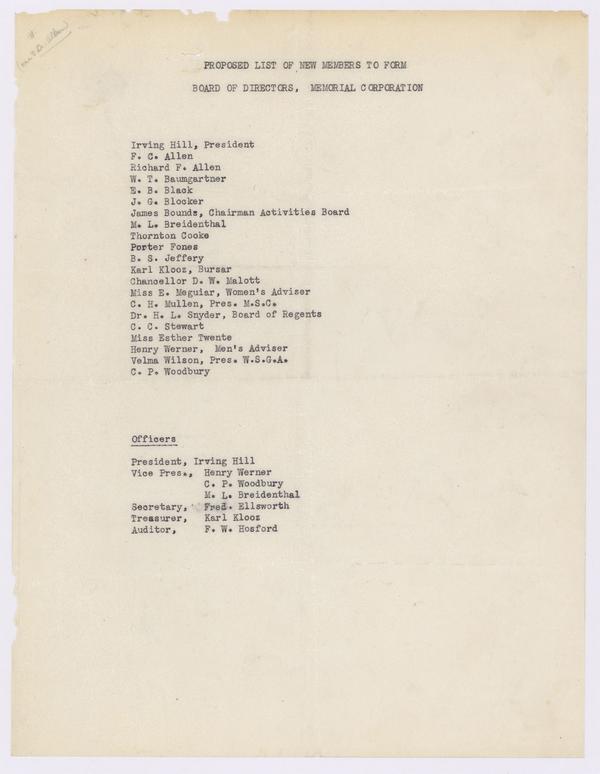 PROPOSED LIST OF NEW MEMBERS TO FORM
BOARD OF DIRECTORS, MEMORIAL CORPORATION
Irving Hill, President
F. C. Allen
Richard F. Allen
W. T. Baumgartner
E. B. Black
J. G. Blocker
James Bounds, Chairman Activities Board
M. L. Breidenthal
Thornton Cooke
Porter Fones
B. S. Jeffery
Karl Klooz, Bursar
Chancellor D. W. Malott
Miss E. Meguiar, Women's Adviser
C. H. Mullen, Pres. M.S.C.
Dr. H. L. Snyder, Board of Regents
C. C. Stewart
Miss Esther Twente
Henry Werner, Men's Adviser
Velma Wilson, Pres. W.S.G.A.
C. P. Woodbury
Officers
President, Irving Hill
Vice Pres., Henry Werner
C. P. Woodbury
M. L. Breidenthal
Secretary, Fred. Ellsworth
Treasurer, Karl Klooz
Auditor, F. W. Hosford